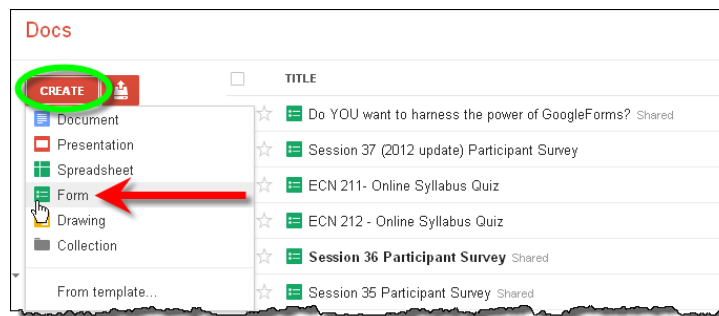 Docs
CREATE
Document
Presentation
Spreadsheet
Form
Drawing
Collection
From template...
TITLE
Do YOU want to harness the power of GoogleForms? Shared
Session 37 (2012 update) Participant Survey
ECN 211- Online Syllabus Quiz
ECN 212 - Online Syllabus Quiz
Session 36 Participant Survey Shared
Session 35 Participant Survey Shared